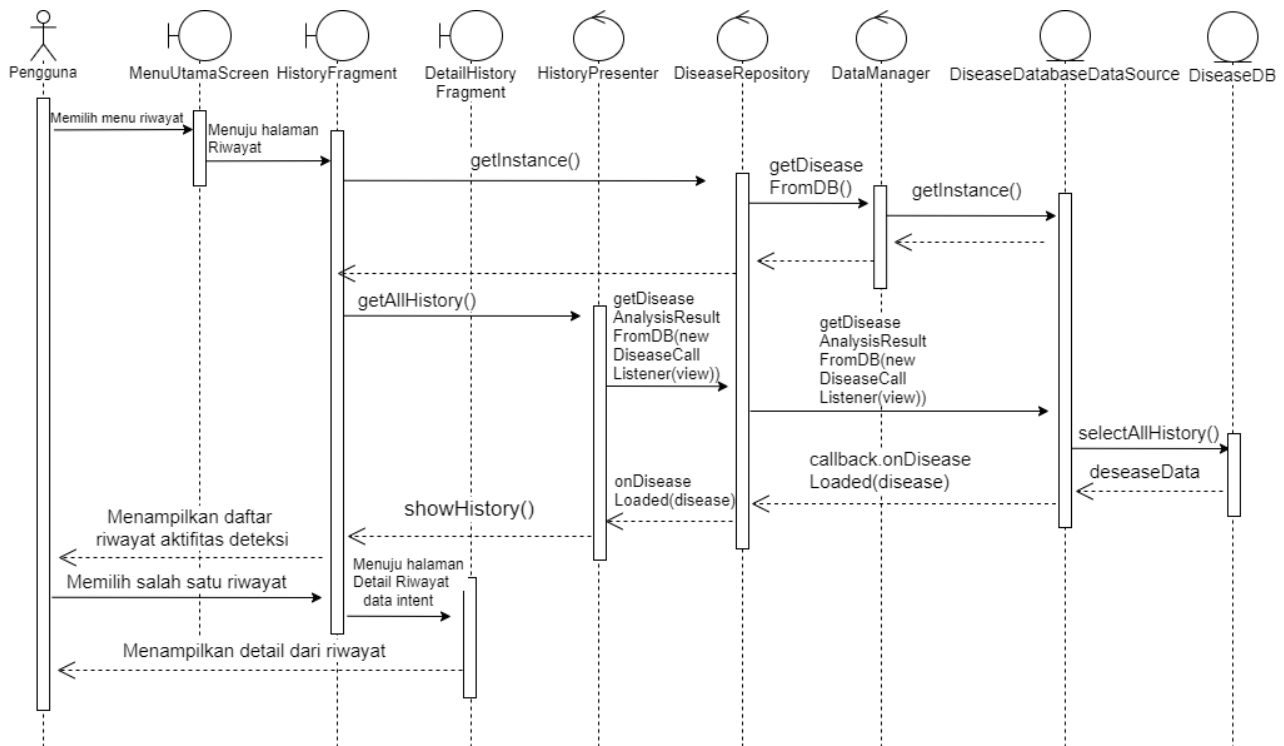 Pengguna
MenuUtamaScreen
HistoryFragment
DetailHistory
Fragment
HistoryPresenter
DiseaseRepository
DataManager
DiseaseDatabaseDataSource
DiseaseDB
Memilih menu riwayat
Menuju halaman
Riwayat
getInstance()
getDisease
FromDB()
getInstance()
getAllHistory()
getDisease
AnalysisResult
FromDB(new
DiseaseCall
Listener(view))
getDisease
AnalysisResult
FromDB(new
DiseaseCall
Listener(view))
selectAllHistory()
deseaseData
callback.onDisease
Loaded(disease)
onDisease
Loaded(disease)
showHistory()
Menampilkan daftar
riwayat aktifitas deteksi
Memilih salah satu riwayat
Menuju halaman
Detail Riwayat
data intent
Menampilkan detail dari riwayat